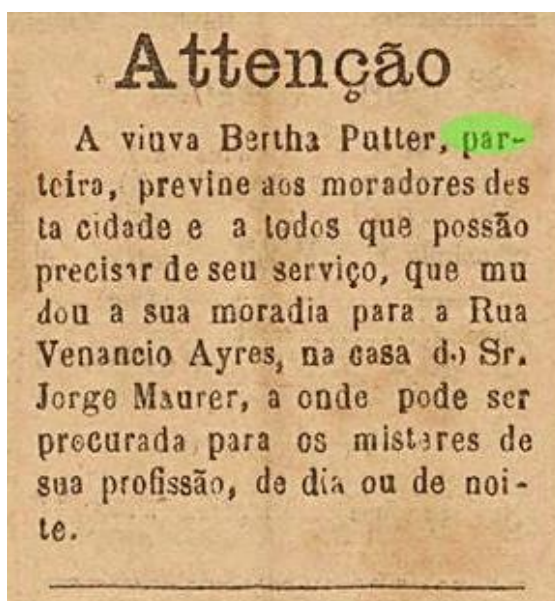 Attenção
A viuva Bertha Putter, par-
teira, previne aos moradores des
ta cidade e a todos que possão
precisar de seu serviço, que mu
dou a sua moradia para a Rua
Venancio Ayres, na casa do Sr.
Jorge Maurer, a onde pode ser
procurada para os misteres de
sua profissão, de dia ou de noi-
te.